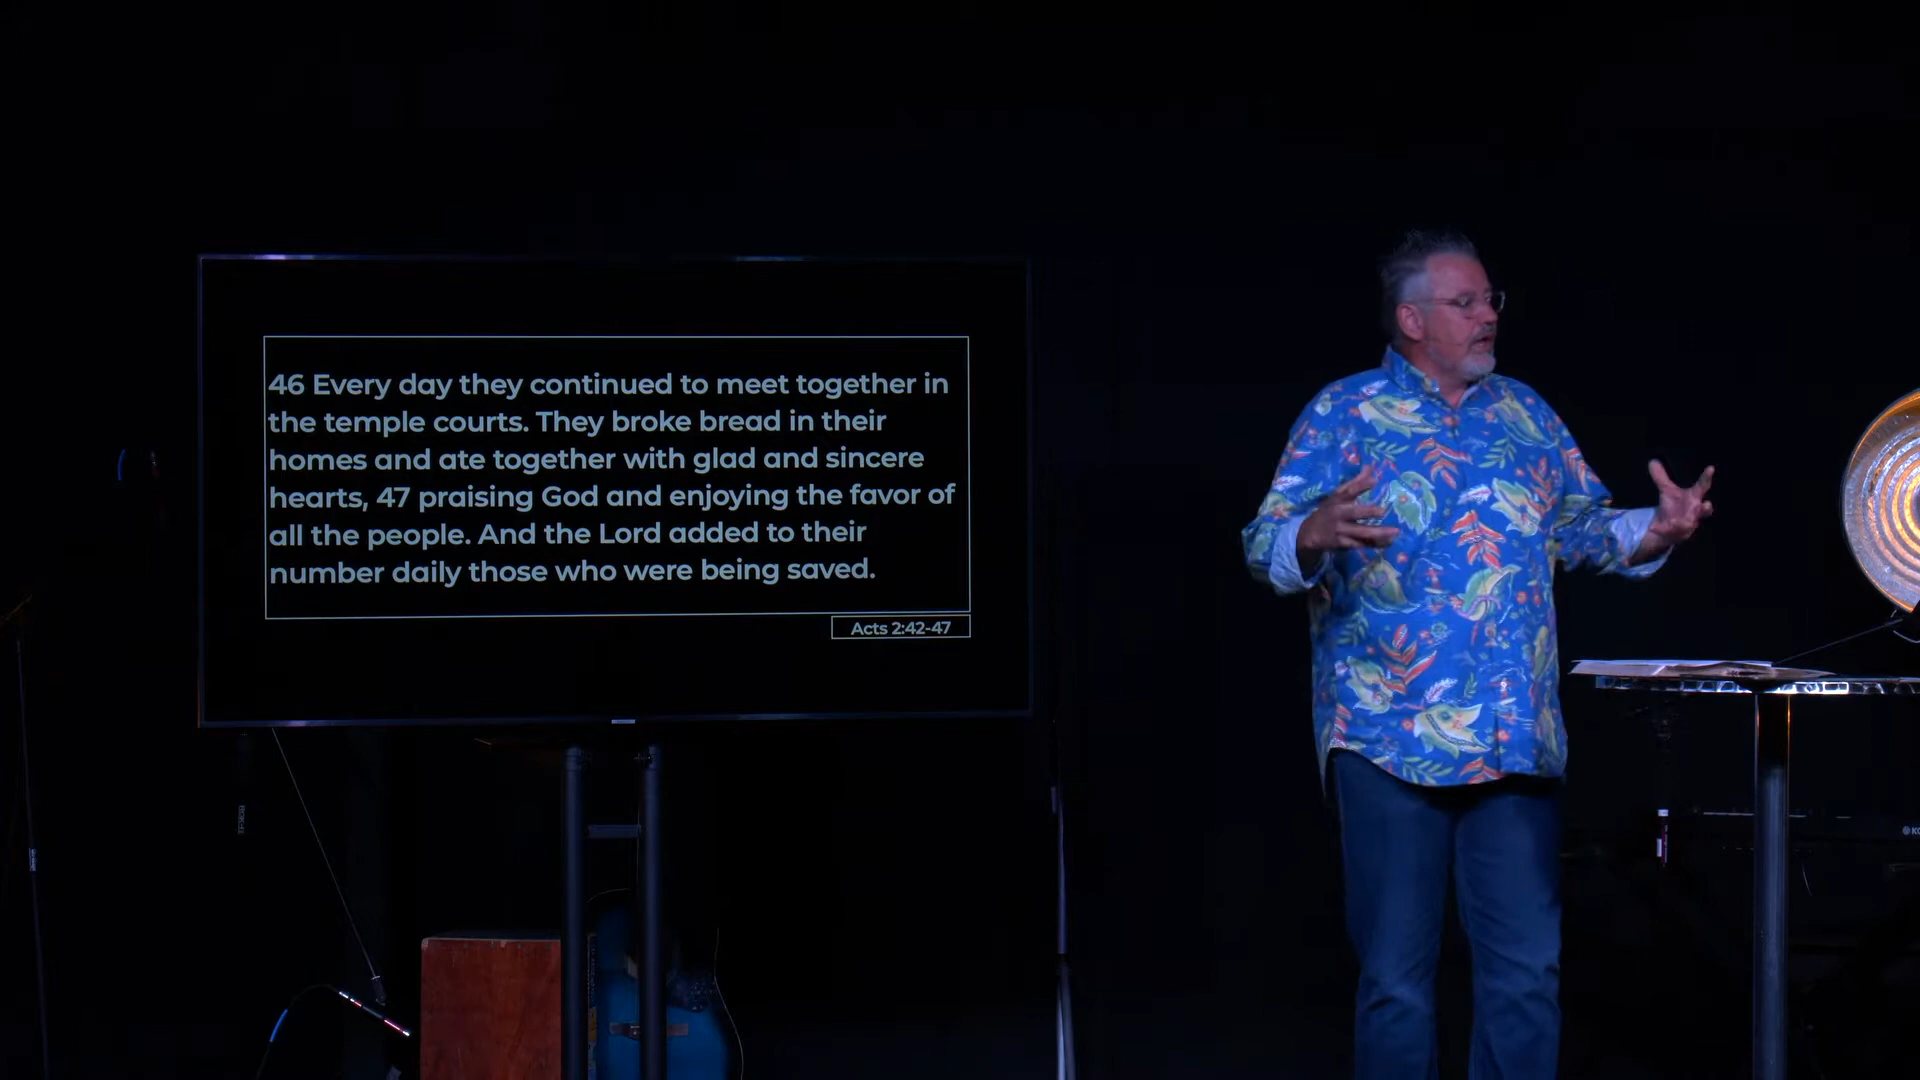 46 Every day they continued to meet together in
the temple courts. They broke bread in their
homes and ate together with glad and sincere
hearts, 47 praising God and enjoying the favor of
all the people. And the Lord added to their
number daily those who were being saved.
Acts 2:42-47